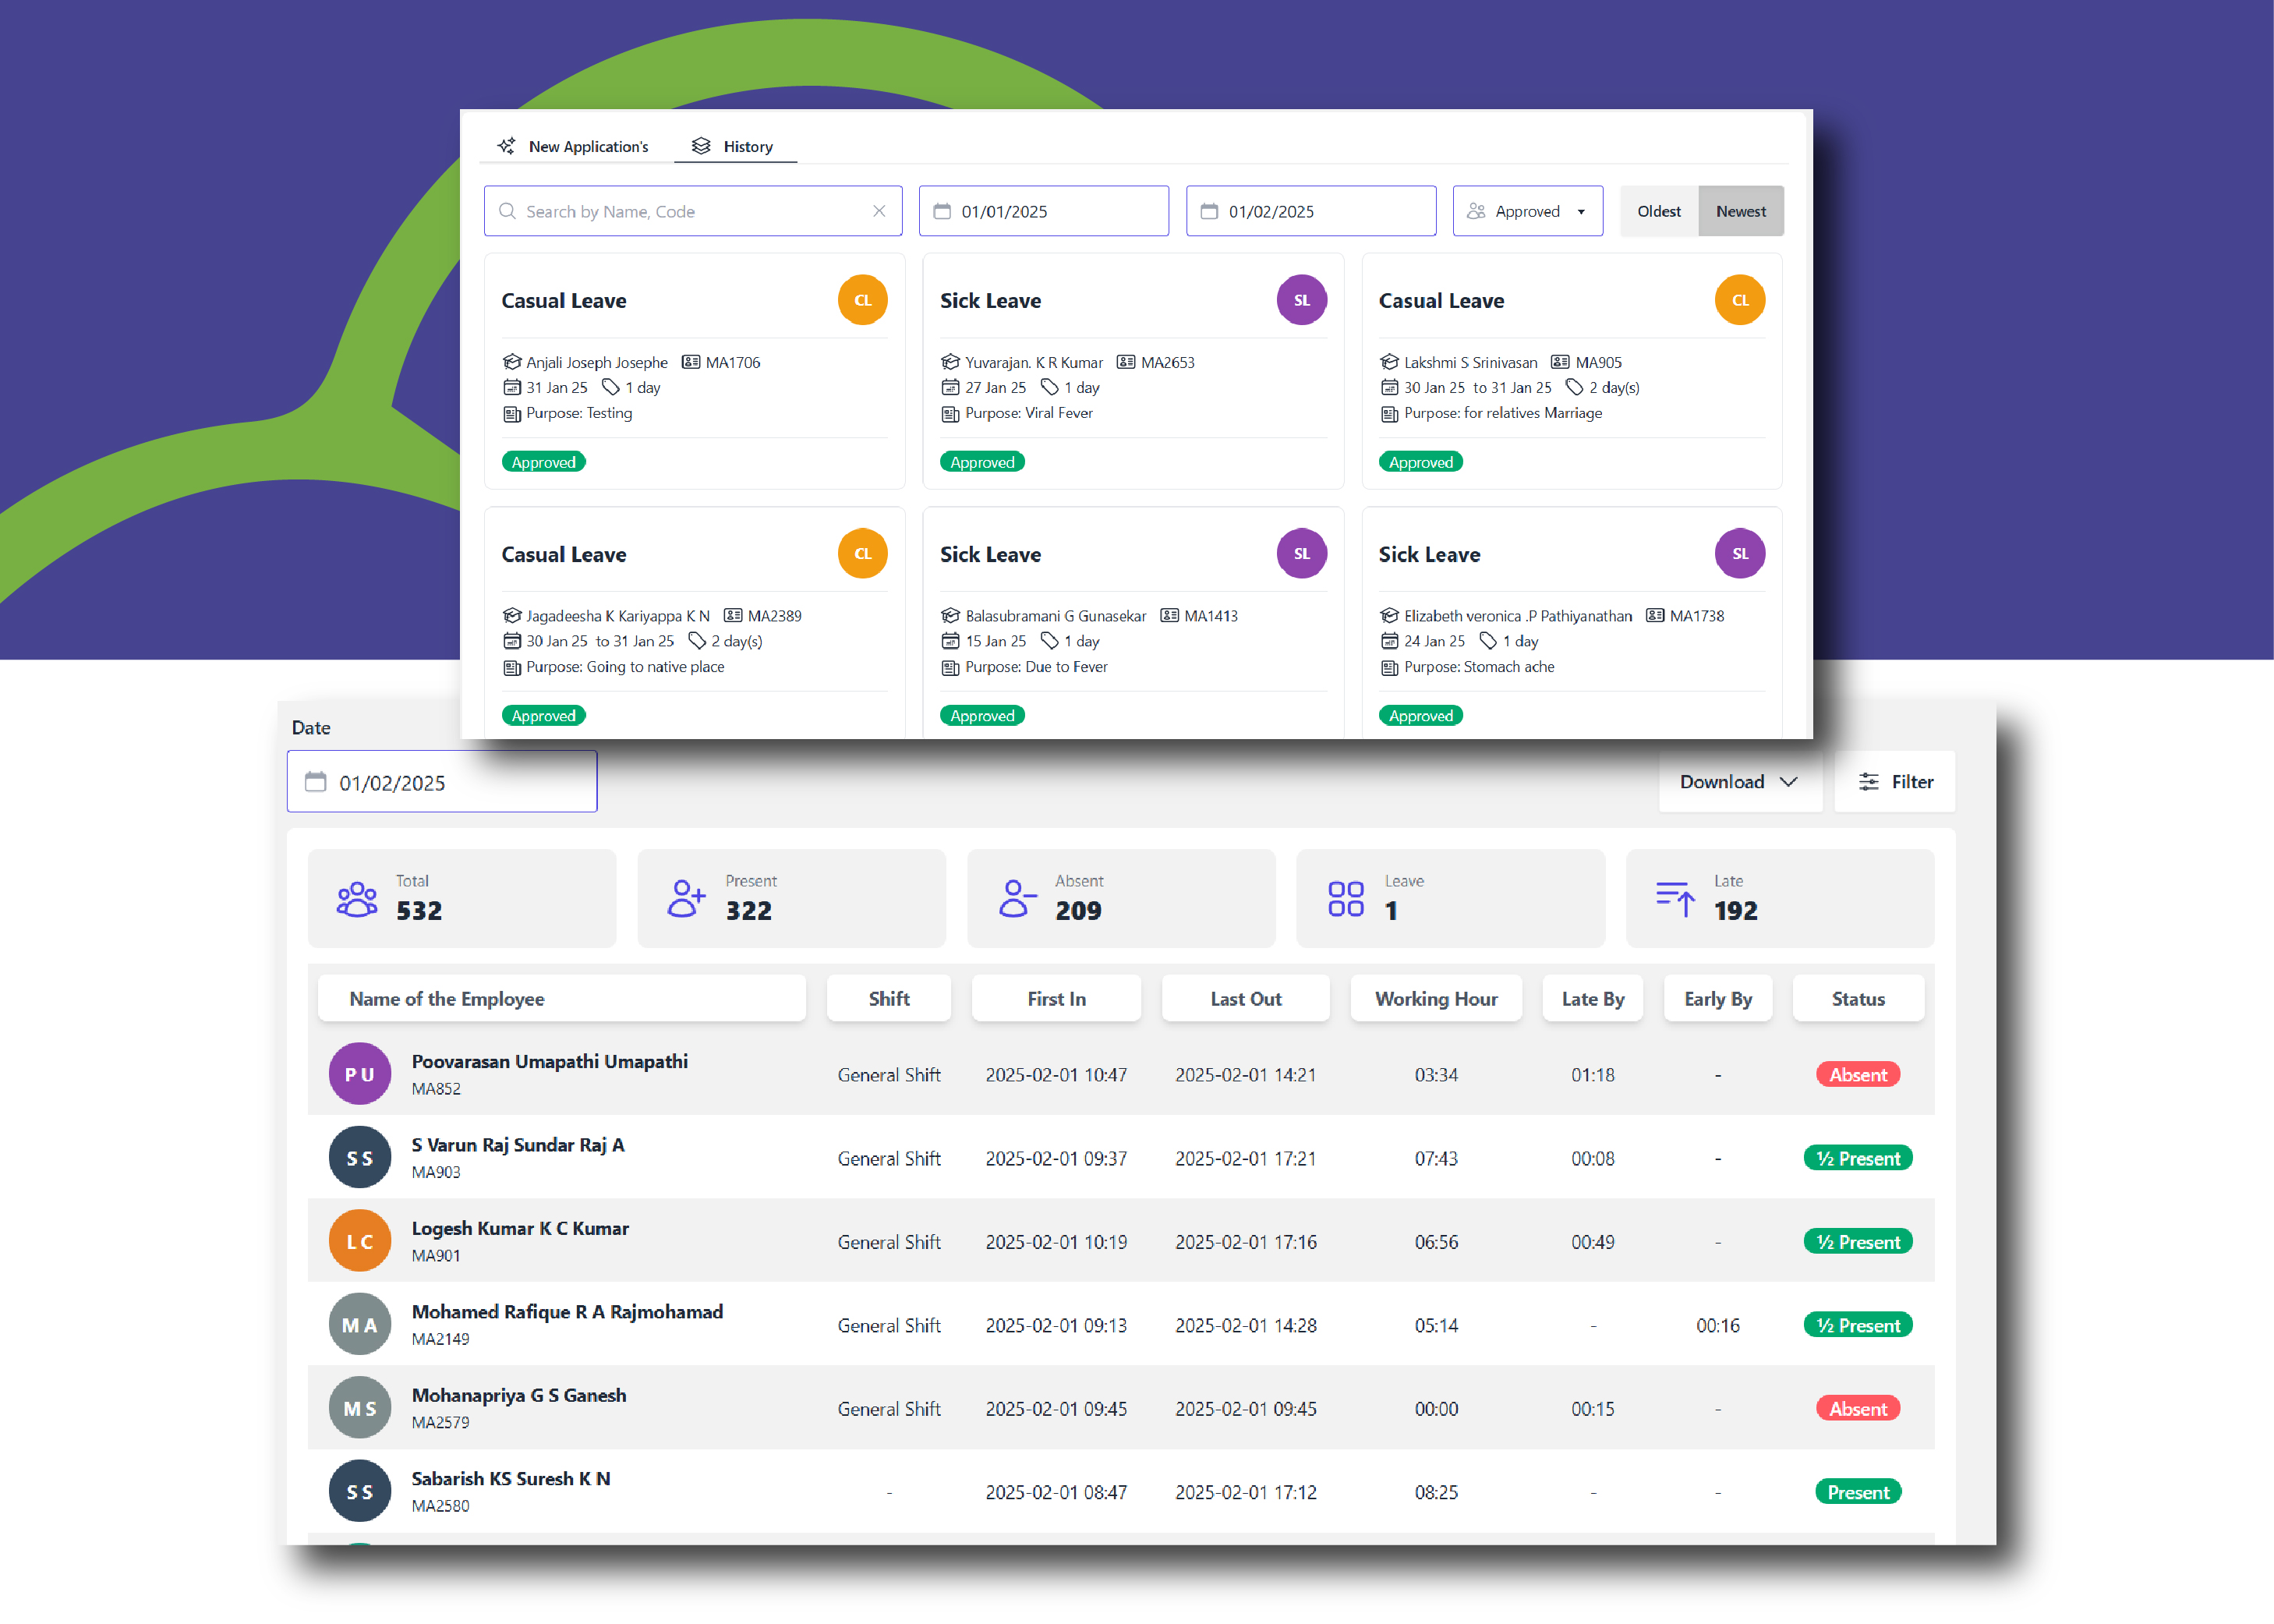 New Application's History
Search by Name, Code 01/01/2025 01/02/2025 Approved Oldest Newest
Casual Leave CL
Anjali Joseph Josephe MA1706
31 Jan 25 1 day
Purpose: Testing
Approved
Sick Leave SL
Yuvarajan. K R Kumar MA2653
27 Jan 25 1 day
Purpose: Viral Fever
Approved
Casual Leave CL
Lakshmi S Srinivasan MA905
30 Jan 25 to 31 Jan 25 2 day(s)
Purpose: for relatives Marriage
Approved
Casual Leave CL
Jagadeesha K Kariyappa K N MA2389
30 Jan 25 to 31 Jan 25 2 day(s)
Purpose: Going to native place
Approved
Sick Leave SL
Balasubramani G Gunasekar MA1413
15 Jan 25 1 day
Purpose: Due to Fever
Approved
Sick Leave SL
Elizabeth veronica .P Pathiyanathan MA1738
24 Jan 25 1 day
Purpose: Stomach ache
Approved
Date
01/02/2025 Download Filter
Total
532
Present
322
Absent
209
Leave
1
Late
192
Name of the Employee Shift First In Last Out Working Hour Late By Early By Status
PU Poovarasan Umapathi Umapathi
MA852
General Shift 2025-02-01 10:47 2025-02-01 14:21 03:34 01:18 - Absent
SS S Varun Raj Sundar Raj A
MA903
General Shift 2025-02-01 09:37 2025-02-01 17:21 07:43 00:08 - ½ Present
LC Logesh Kumar K C Kumar
MA901
General Shift 2025-02-01 10:19 2025-02-01 17:16 06:56 00:49 - ½ Present
MA Mohamed Rafique R A Rajmohamad
MA2149
General Shift 2025-02-01 09:13 2025-02-01 14:28 05:14 - 00:16 ½ Present
MS Mohanapriya G S Ganesh
MA2579
General Shift 2025-02-01 09:45 2025-02-01 09:45 00:00 00:15 - Absent
SS Sabarish KS Suresh K N
MA2580
- 2025-02-01 08:47 2025-02-01 17:12 08:25 - - Present